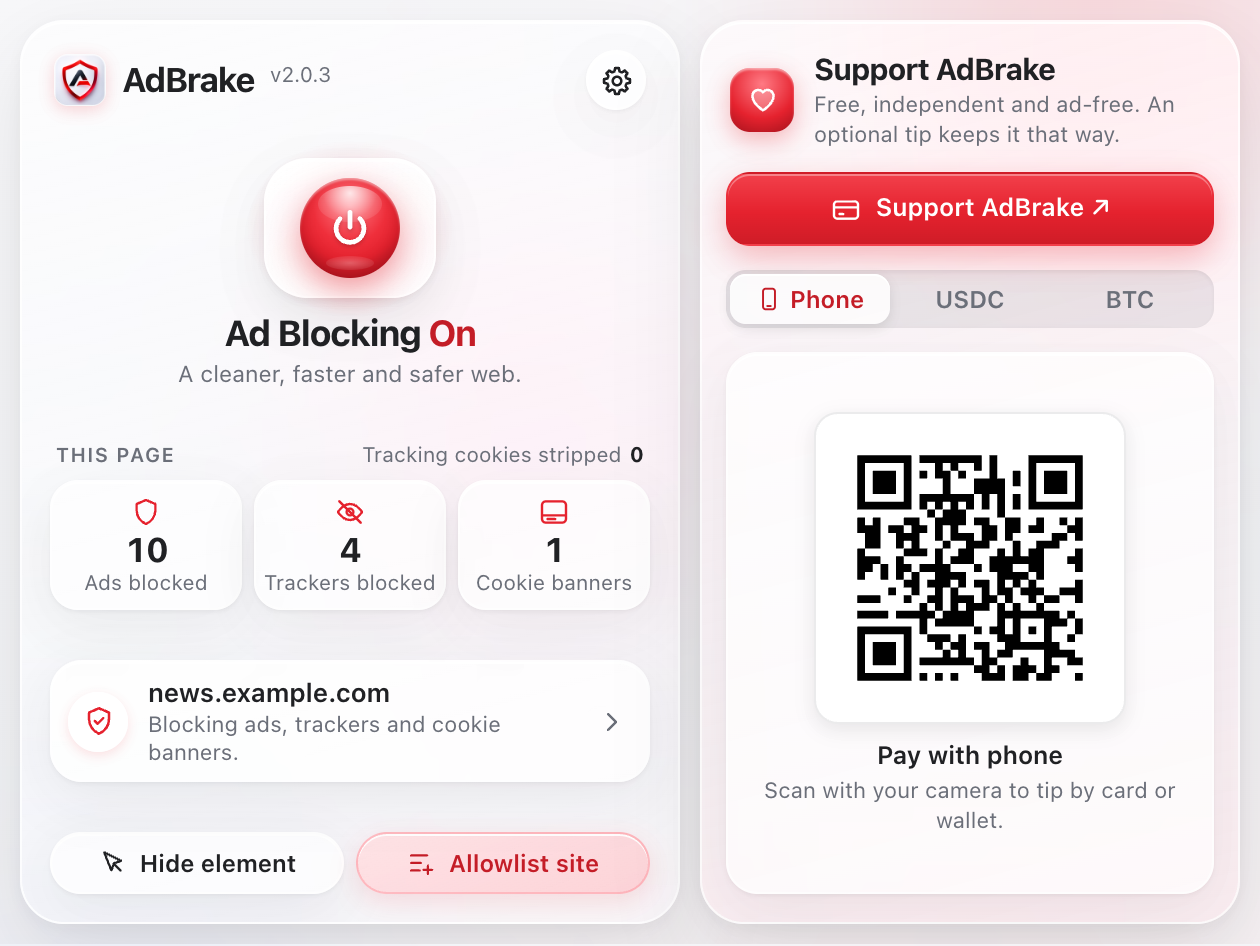 AdBrake v2.0.3
Ad Blocking On
A cleaner, faster and safer web.
THIS PAGE
Tracking cookies stripped 0
10
Ads blocked
4
Trackers blocked
1
Cookie banners
news.example.com
Blocking ads, trackers and cookie
banners.
Hide element
Allowlist site
Support AdBrake
Free, independent and ad-free. An
optional tip keeps it that way.
Support AdBrake
Phone
USDC
BTC
Pay with phone
Scan with your camera to tip by card or
wallet.